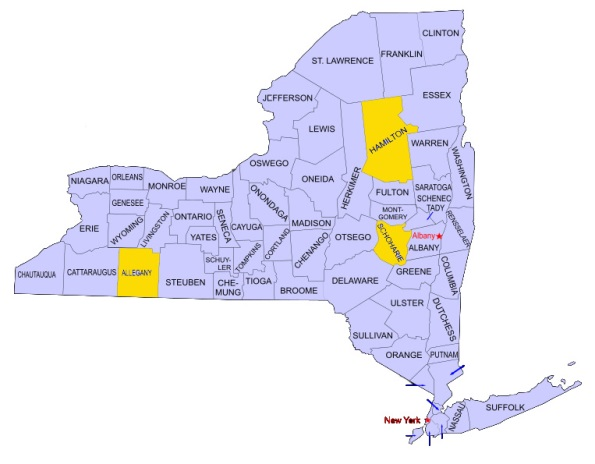 CLINTON
FRANKLIN
ST. LAWRENCE
ESSEX
JEFFERSON
LEWIS
HAMILTON
WARREN
WASHINGTON
OSWEGO
HERKIMER
ONEIDA
NIAGARA
ORLEANS
MONROE
WAYNE
FULTON
SARATOGA
SCHENEC
TADY
GENESEE
ONONDAGA
MONT-
GOMERY
RENSSELAER
ERIE
WYOMING
LIVINGSTON
ONTARIO
SENECA
CAYUGA
MADISON
YATES
OTSEGO
SCHOHARIE
Albany
ALBANY
CORTLAND
CHENANGO
CHAUTAUQUA
CATTARAUGUS
ALLEGANY
STEUBEN
SCHUY-
LER
TOMPKINS
CHE-
MUNG
TIOGA
BROOME
DELAWARE
GREENE
COLUMBIA
ULSTER
DUTCHESS
SULLIVAN
ORANGE
PUTNAM
New York
NASSAU
SUFFOLK